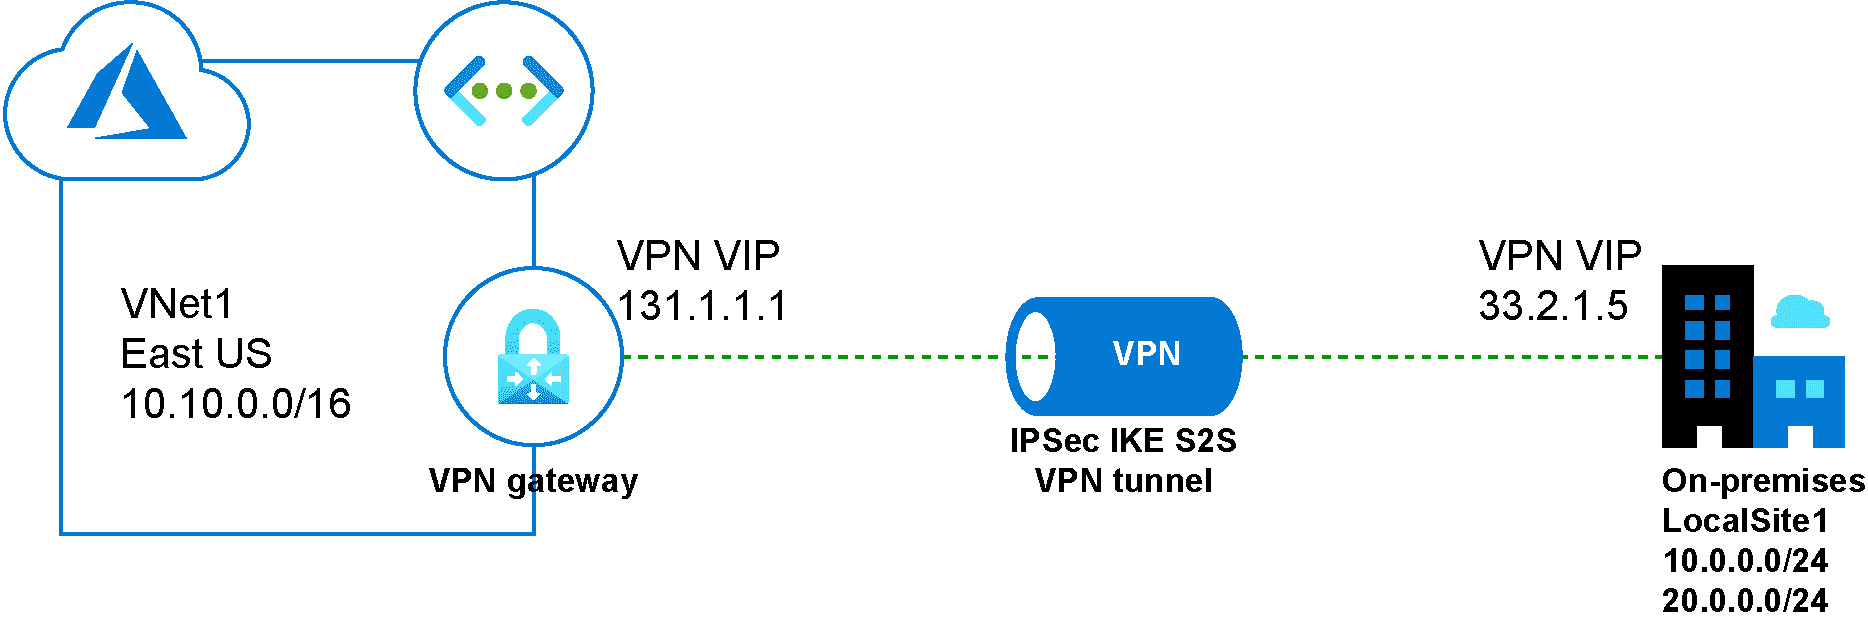 VNet1
East US
10.10.0.0/16
VPN gateway
VPN VIP
131.1.1.1
VPN
IPSec IKE S2S
VPN tunnel
VPN VIP
33.2.1.5
On-premises
LocalSite1
10.0.0.0/24
20.0.0.0/24